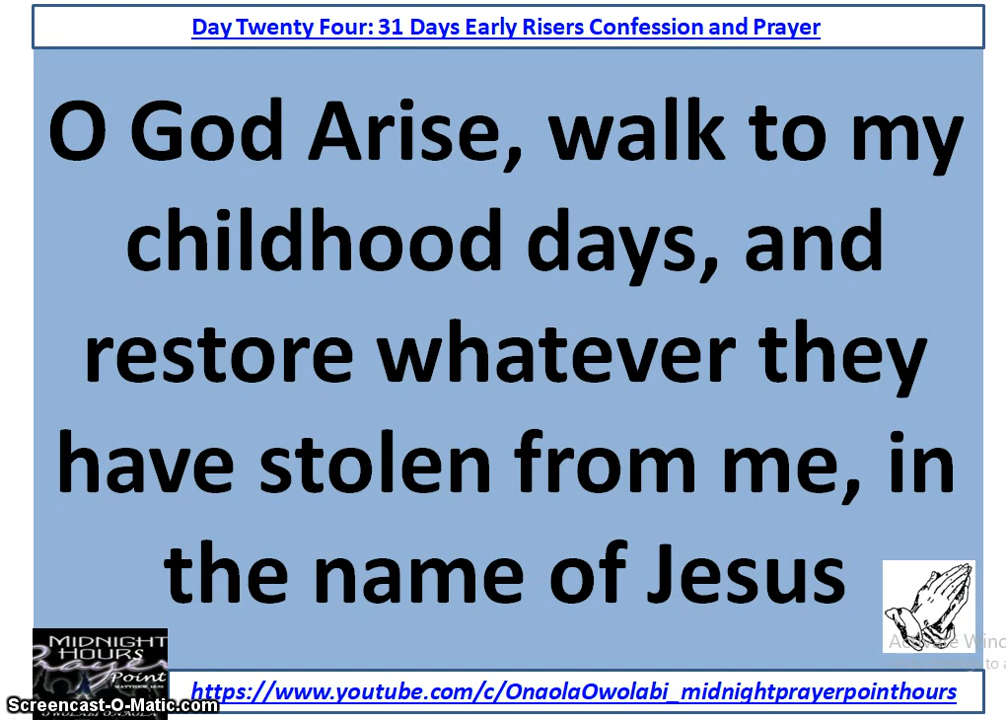 Day Twenty Four: 31 Days Early Risers Confession and Prayer
O God Arise, walk to my
childhood days, and
restore whatever they
have stolen from me, in
the name of Jesus
MIDNIGHT
HOURS
Prayer
Point
https://www.youtube.com/c/OnaolaOwolabi_midnightprayerpointhours
Screencast-O-Matic.com